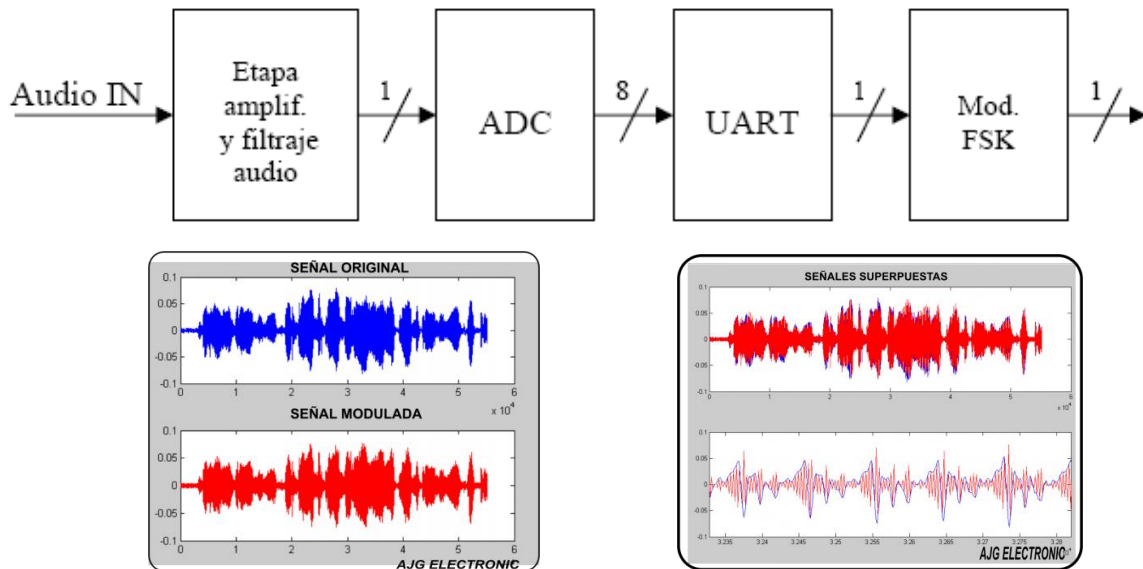 Audio IN
Etapa
amplif.
y filtraje
audio
1
ADC
8
UART
1
Mod.
FSK
1
SEÑAL ORIGINAL
0.1
0.05
0
-0.05
-0.1
0 1 2 3 4 5 6
x 10⁴
SEÑAL MODULADA
0.1
0.05
0
-0.05
-0.1
0 1 2 3 4 5 6
AJG ELECTRONIC
SEÑALES SUPERPUESTAS
0.1
0.05
0
-0.05
-0.1
0 1 2 3 4 5 6
0.1
0.05
0
-0.05
-0.1
3.235 3.24 3.245 3.25 3.255 3.26 3.265 3.27 3.275 3.28
AJG ELECTRONIC